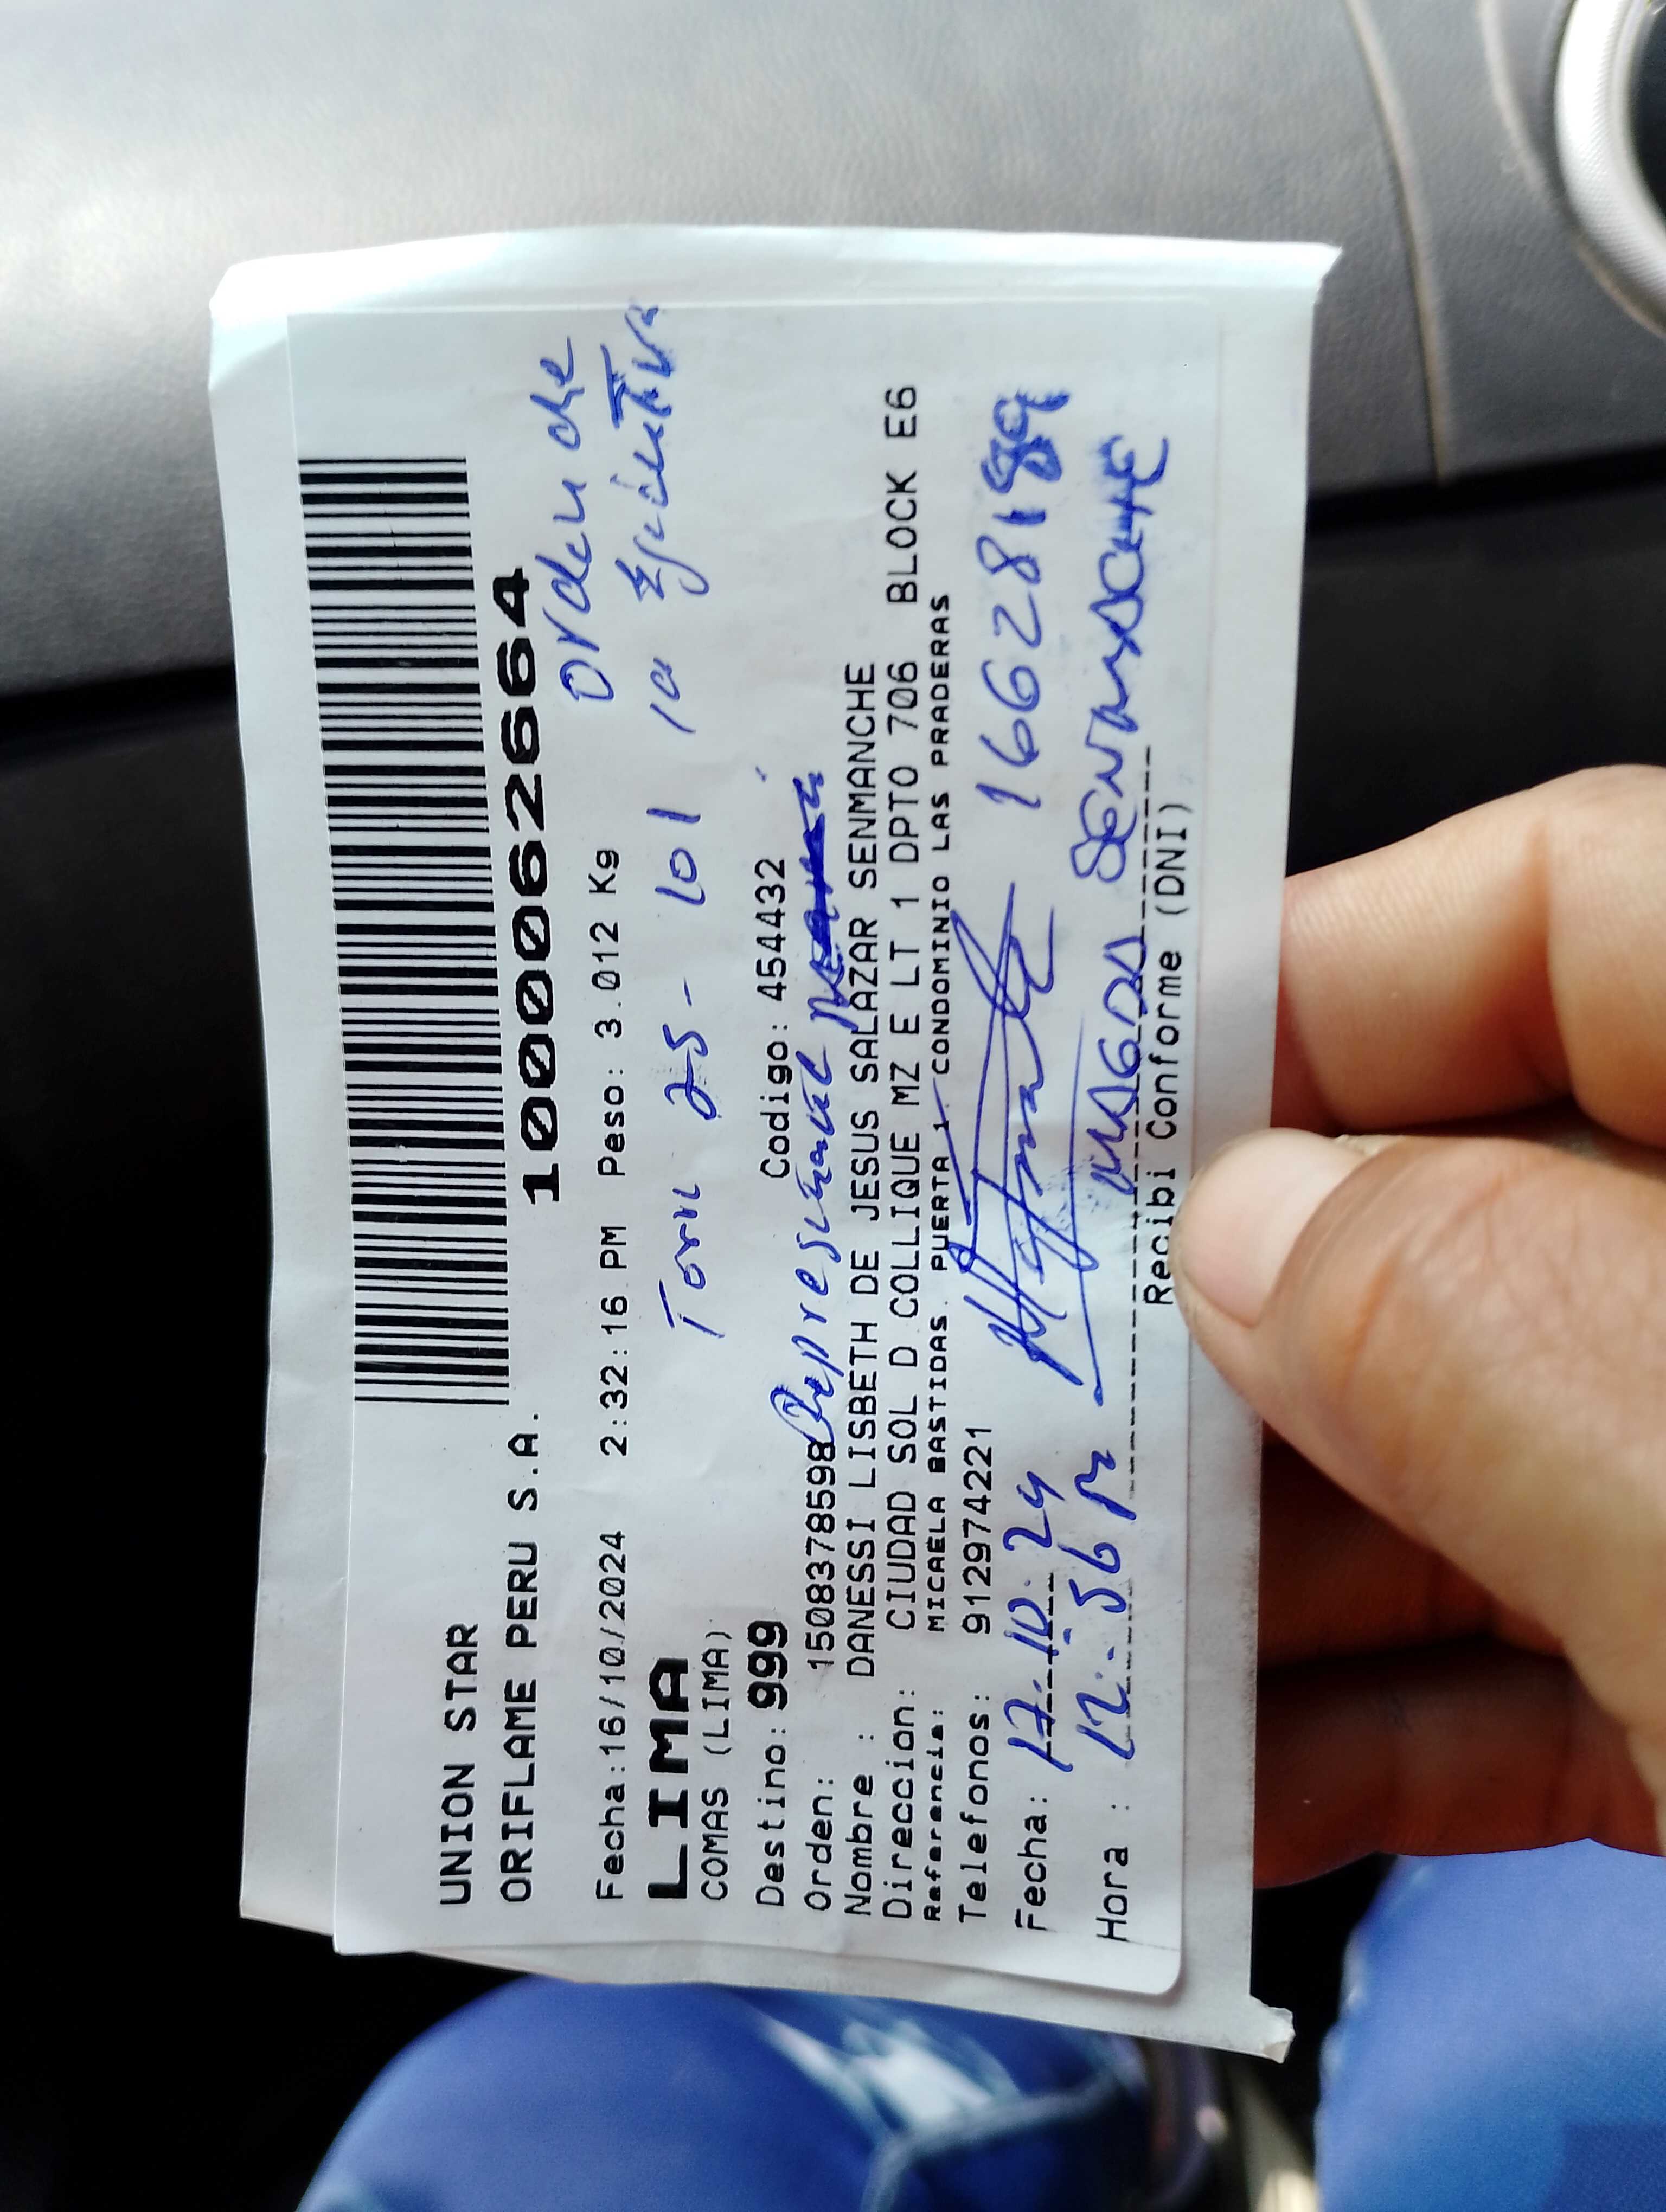 UNION STAR
ORIFLAME PERU S.A.
1000062664
Orden de
Fecha:16/10/2024 2:32:16 PM Peso: 3.012 Kg
la
LIMA
Torre 25- 101
COMAS (LIMA)
Destino: 999 Codigo: 454432
Orden: 1508378598
Nombre : DANESSI LISBETH DE JESUS SALAZAR SENMANCHE
Direccion: CIUDAD SOL D COLLIQUE MZ E LT 1 DPTO 706 BLOCK E6
Referencia: MICAELA BASTIDAS. PUERTA 1 CONDOMINIO LAS PRADERAS
Telefonos: 912974221
Fecha: 17.10.24
Hora : 12:56 P
Recibi Conforme (DNI)